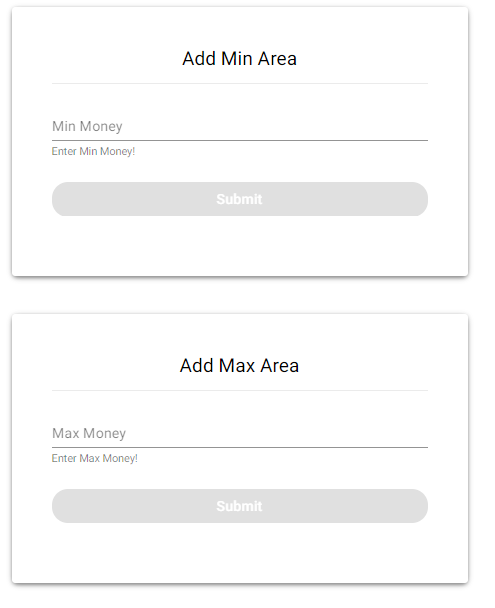 Add Min Area
Min Money
Enter Min Money!
Submit
Add Max Area
Max Money
Enter Max Money!
Submit